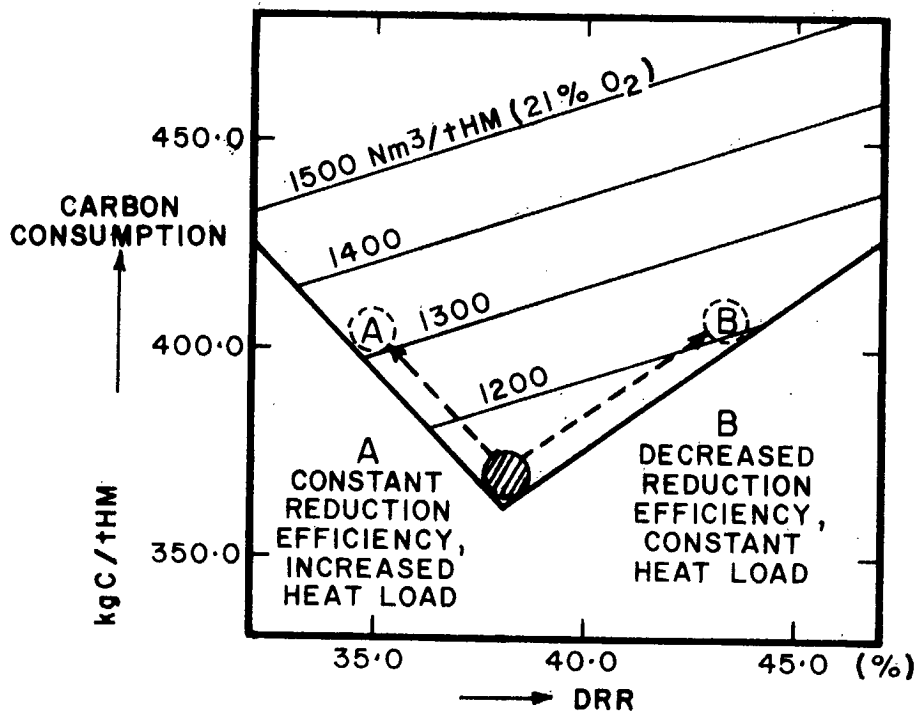 450.0
400.0
350.0
CARBON
CONSUMPTION
kgC/tHM
1500 Nm3/tHM (21% O2)
1400
1300
1200
A
B
A
CONSTANT
REDUCTION
EFFICIENCY,
INCREASED
HEAT LOAD
B
DECREASED
REDUCTION
EFFICIENCY,
CONSTANT
HEAT LOAD
35.0
40.0
45.0 (%)
DRR